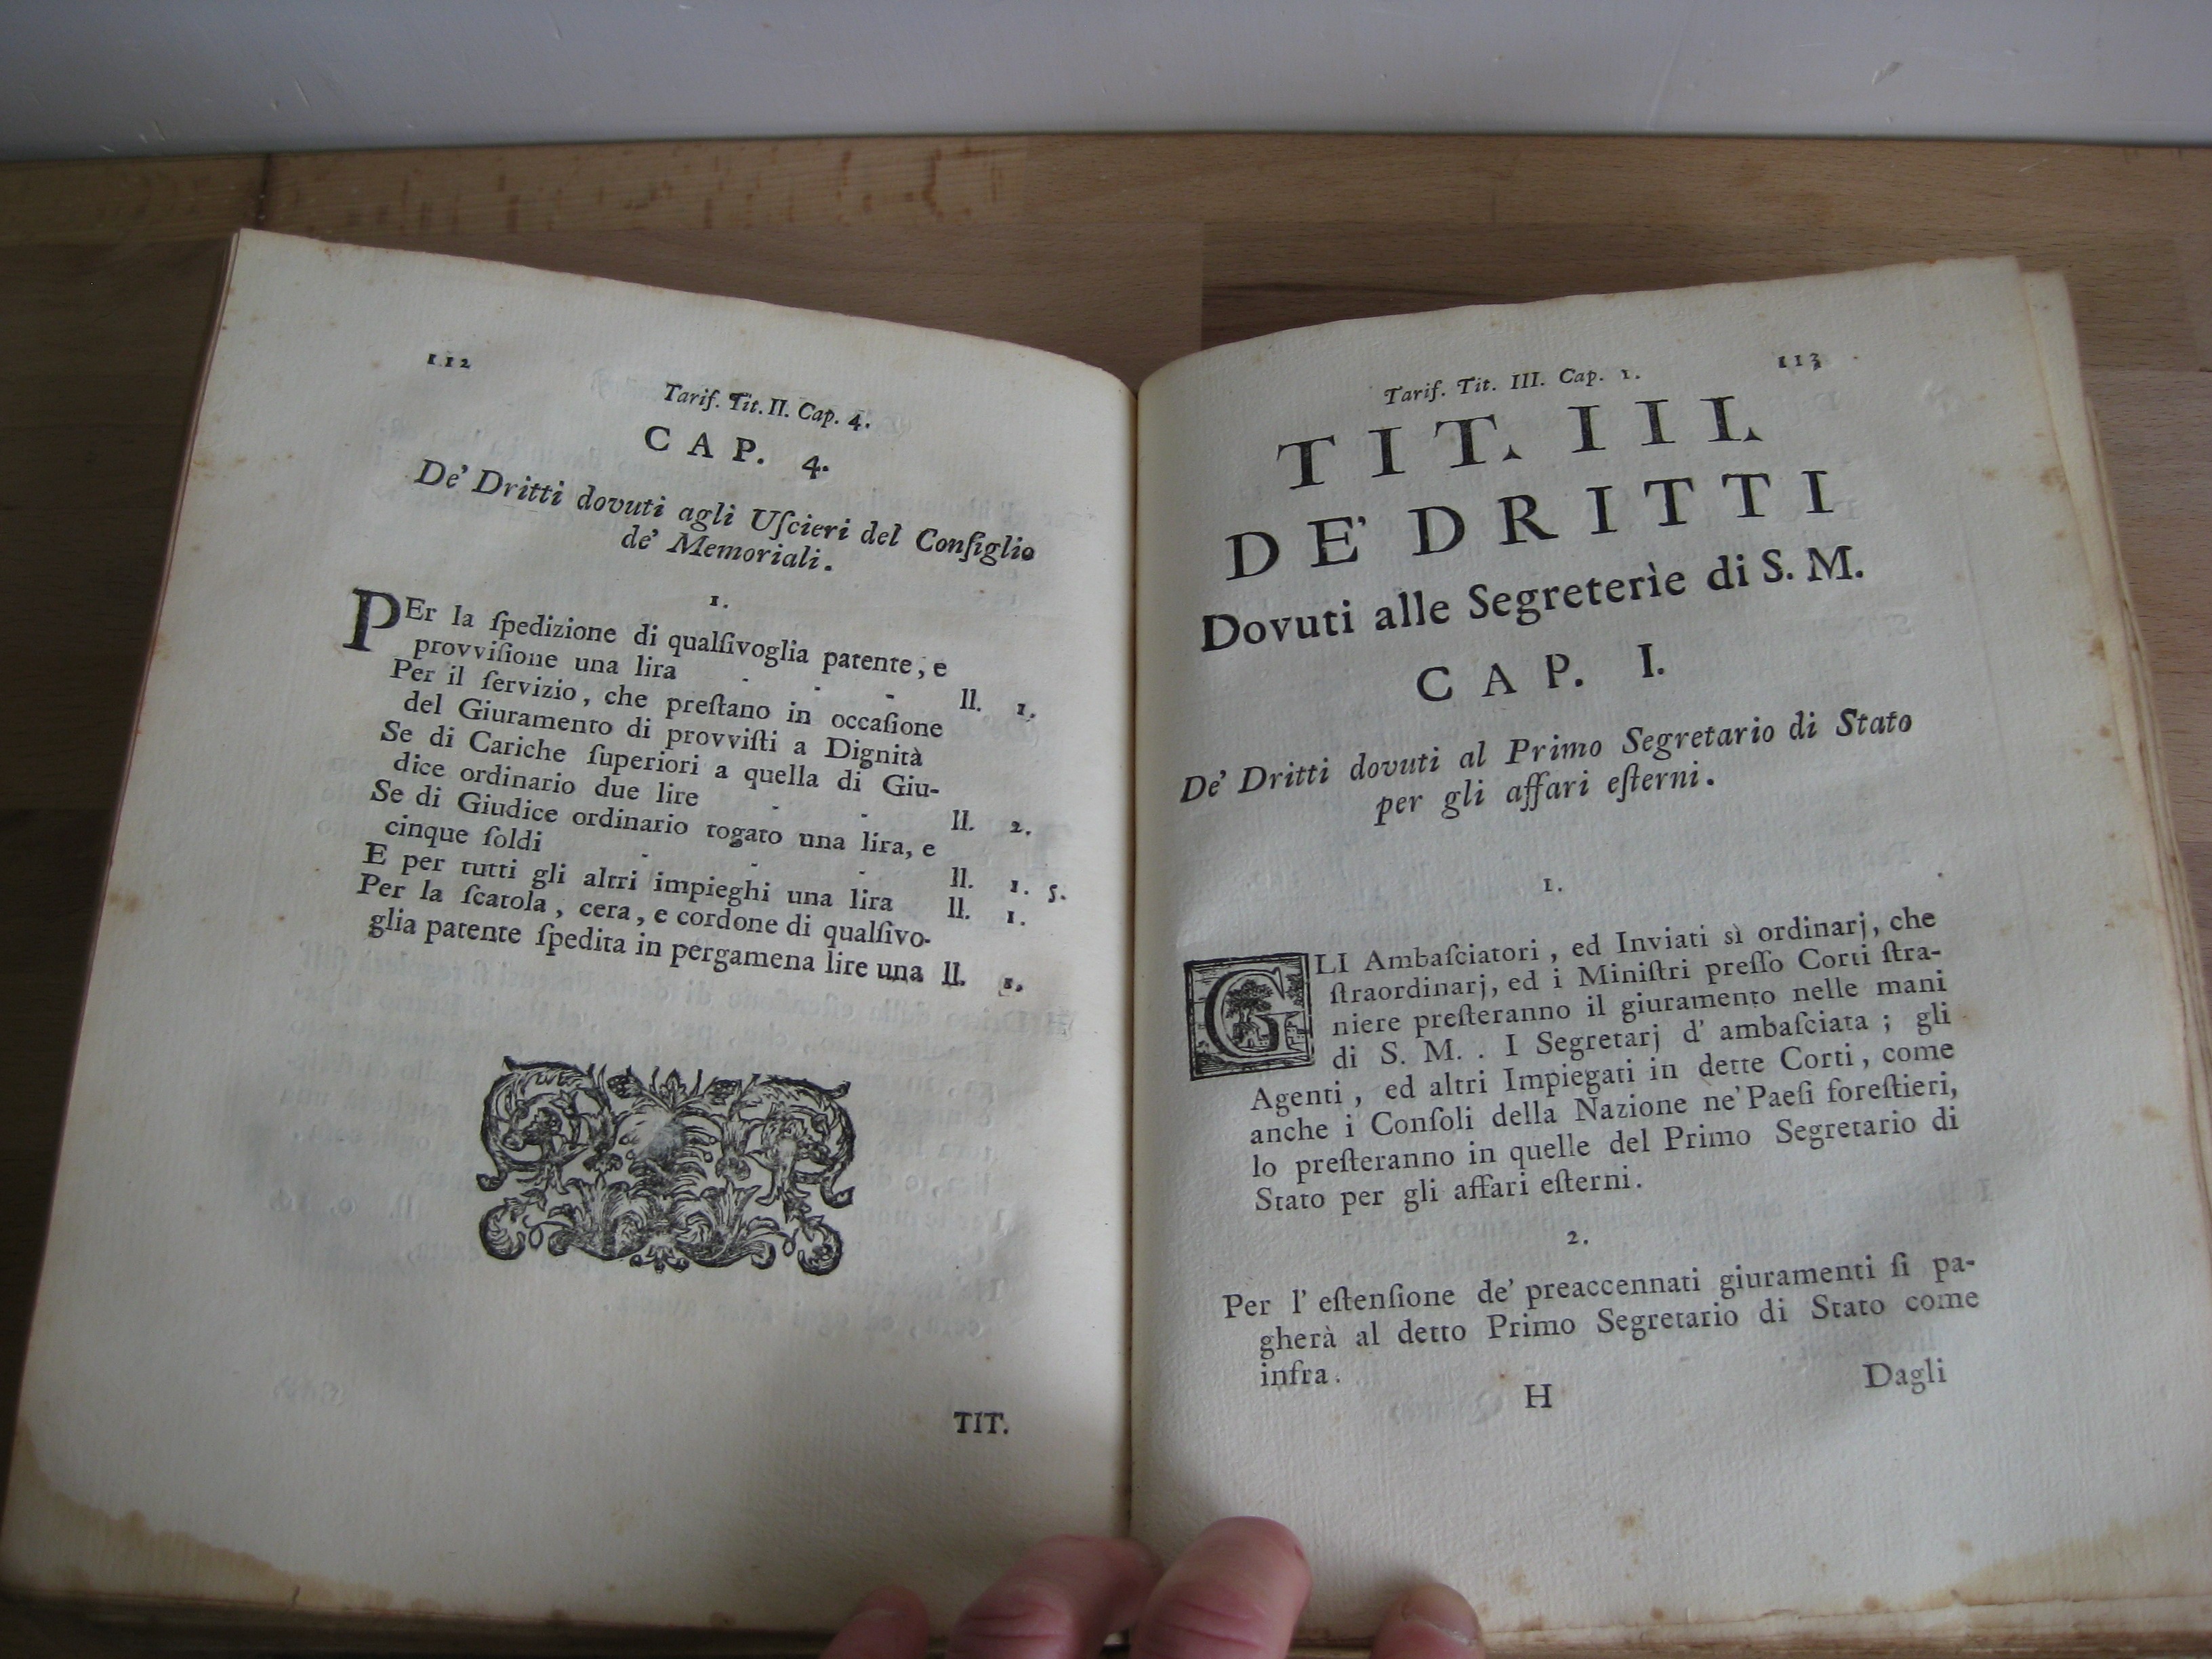 112
Tarif. Tit. II. Cap. 4.
CAP. 4.
De' Dritti dovuti agli Uſcieri del Conſiglio
de' Memoriali.
1.
PEr la ſpedizione di qualſivoglia patente, e
proviſione una lira - - - ll. 1.
Per il ſervizio, che preſtano in occaſione
del Giuramento di provviſti a Dignità
Se di Cariche ſuperiori a quella di Giu-
dice ordinario due lire - - ll. 2.
Se di Giudice ordinario togato una lira, e
cinque ſoldi - - - ll. 1. 5.
E per tutti gli altri impieghi una lira ll. 1.
Per la ſcatola, cera, e cordone di qualſivo-
glia patente ſpedita in pergamena lire una ll. 1.
TIT.
Tarif. Tit. III. Cap. 1. 113
TIT. III.
DE' DRITTI
Dovuti alle Segreterìe di S. M.
CAP. I.
De' Dritti dovuti al Primo Segretario di Stato
per gli affari eſterni.
1.
GLI Ambaſciatori, ed Inviati sì ordinarj, che
ſtraordinarj, ed i Miniſtri preſſo Corti ſtra-
niere preſteranno il giuramento nelle mani
di S. M. . I Segretarj d' ambaſciata; gli
Agenti, ed altri Impiegati in dette Corti, come
anche i Conſoli della Nazione ne' Paeſi foreſtieri,
lo preſteranno in quelle del Primo Segretario di
Stato per gli affari eſterni.
2.
Per l' eſtenſione de' preaccennati giuramenti ſi pa-
gherà al detto Primo Segretario di Stato come
infra.
H Dagli